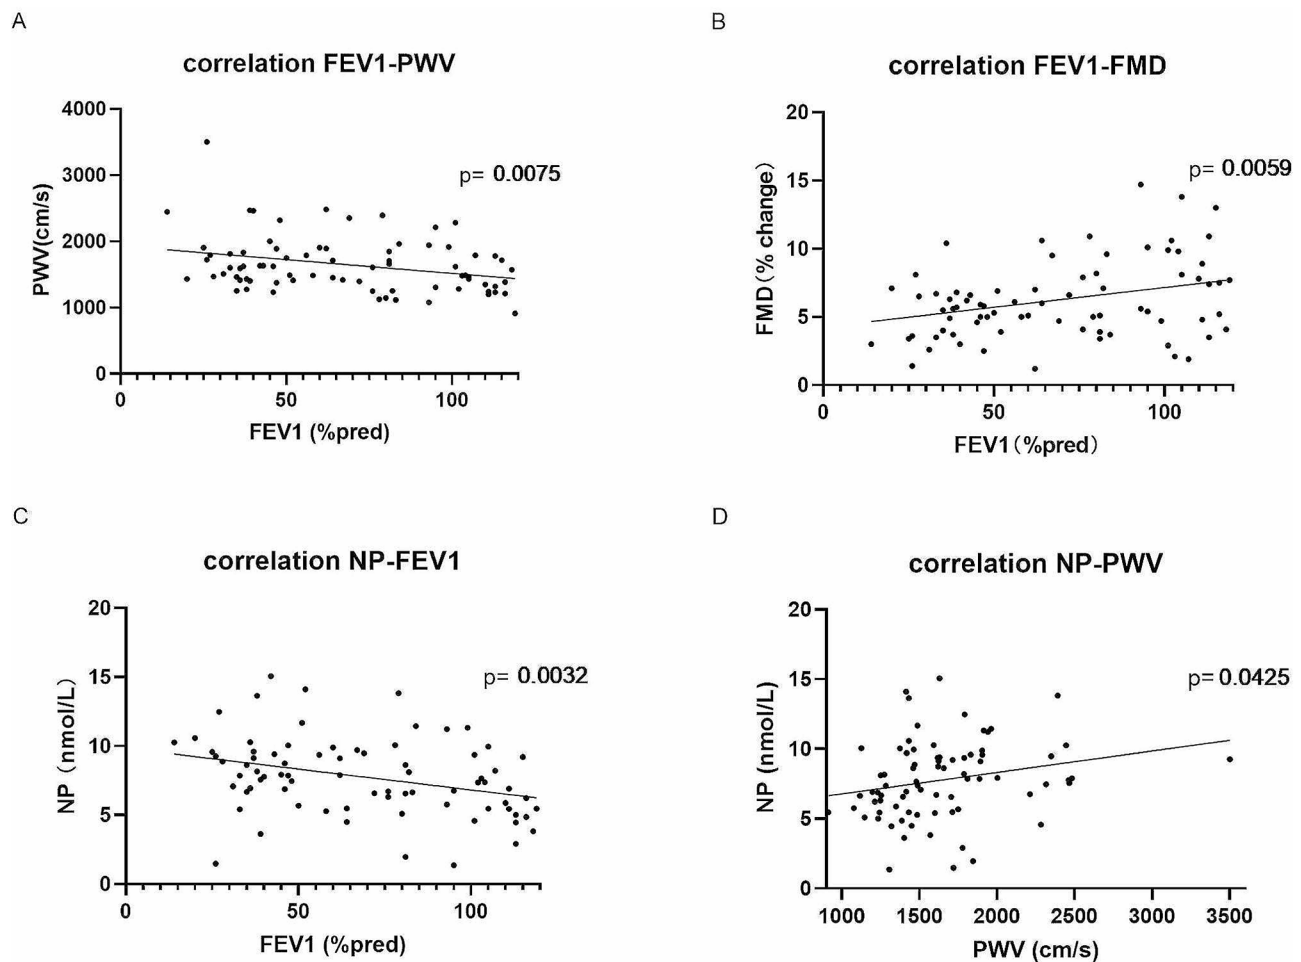 A
correlation FEV1-PWV
4000
3000
2000
1000
0
PWV(cm/s)
p= 0.0075
0 50 100
FEV1 (%pred)
B
correlation FEV1-FMD
20
15
10
5
0
FMD(% change)
p= 0.0059
0 50 100
FEV1(%pred)
C
correlation NP-FEV1
20
15
10
5
0
NP (nmol/L)
p= 0.0032
0 50 100
FEV1 (%pred)
D
correlation NP-PWV
20
15
10
5
0
NP (nmol/L)
p= 0.0425
1000 1500 2000 2500 3000 3500
PWV (cm/s)